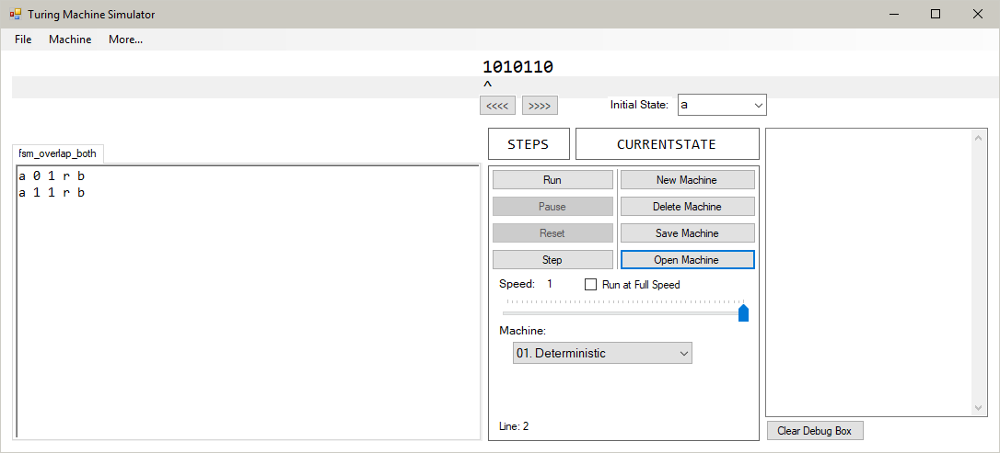 Turing Machine Simulator
File Machine More...
1010110
^
<<<< >>>> Initial State: a
STEPS CURRENTSTATE
fsm_overlap_both
a 0 1 r b
a 1 1 r b
Run New Machine
Pause Delete Machine
Reset Save Machine
Step Open Machine
Speed: 1 Run at Full Speed
Machine:
01. Deterministic
Line: 2
Clear Debug Box